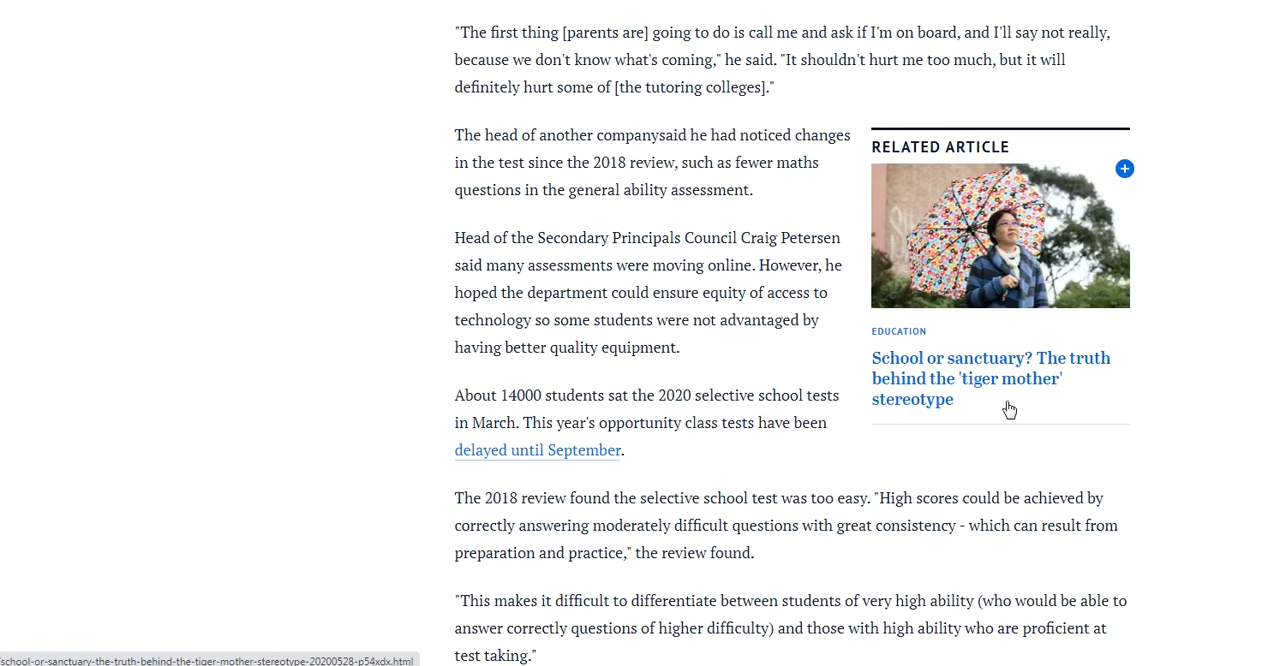 "The first thing [parents are] going to do is call me and ask if I'm on board, and I'll say not really,
because we don't know what's coming," he said. "It shouldn't hurt me too much, but it will
definitely hurt some of [the tutoring colleges]."
The head of another companysaid he had noticed changes
in the test since the 2018 review, such as fewer maths
questions in the general ability assessment.
Head of the Secondary Principals Council Craig Petersen
said many assessments were moving online. However, he
hoped the department could ensure equity of access to
technology so some students were not advantaged by
having better quality equipment.
About 14000 students sat the 2020 selective school tests
in March. This year's opportunity class tests have been
delayed until September.
RELATED ARTICLE
EDUCATION
School or sanctuary? The truth
behind the 'tiger mother'
stereotype
The 2018 review found the selective school test was too easy. "High scores could be achieved by
correctly answering moderately difficult questions with great consistency - which can result from
preparation and practice," the review found.
"This makes it difficult to differentiate between students of very high ability (who would be able to
answer correctly questions of higher difficulty) and those with high ability who are proficient at
test taking."
/school-or-sanctuary-the-truth-behind-the-tiger-mother-stereotype-20200528-p54xdx.html